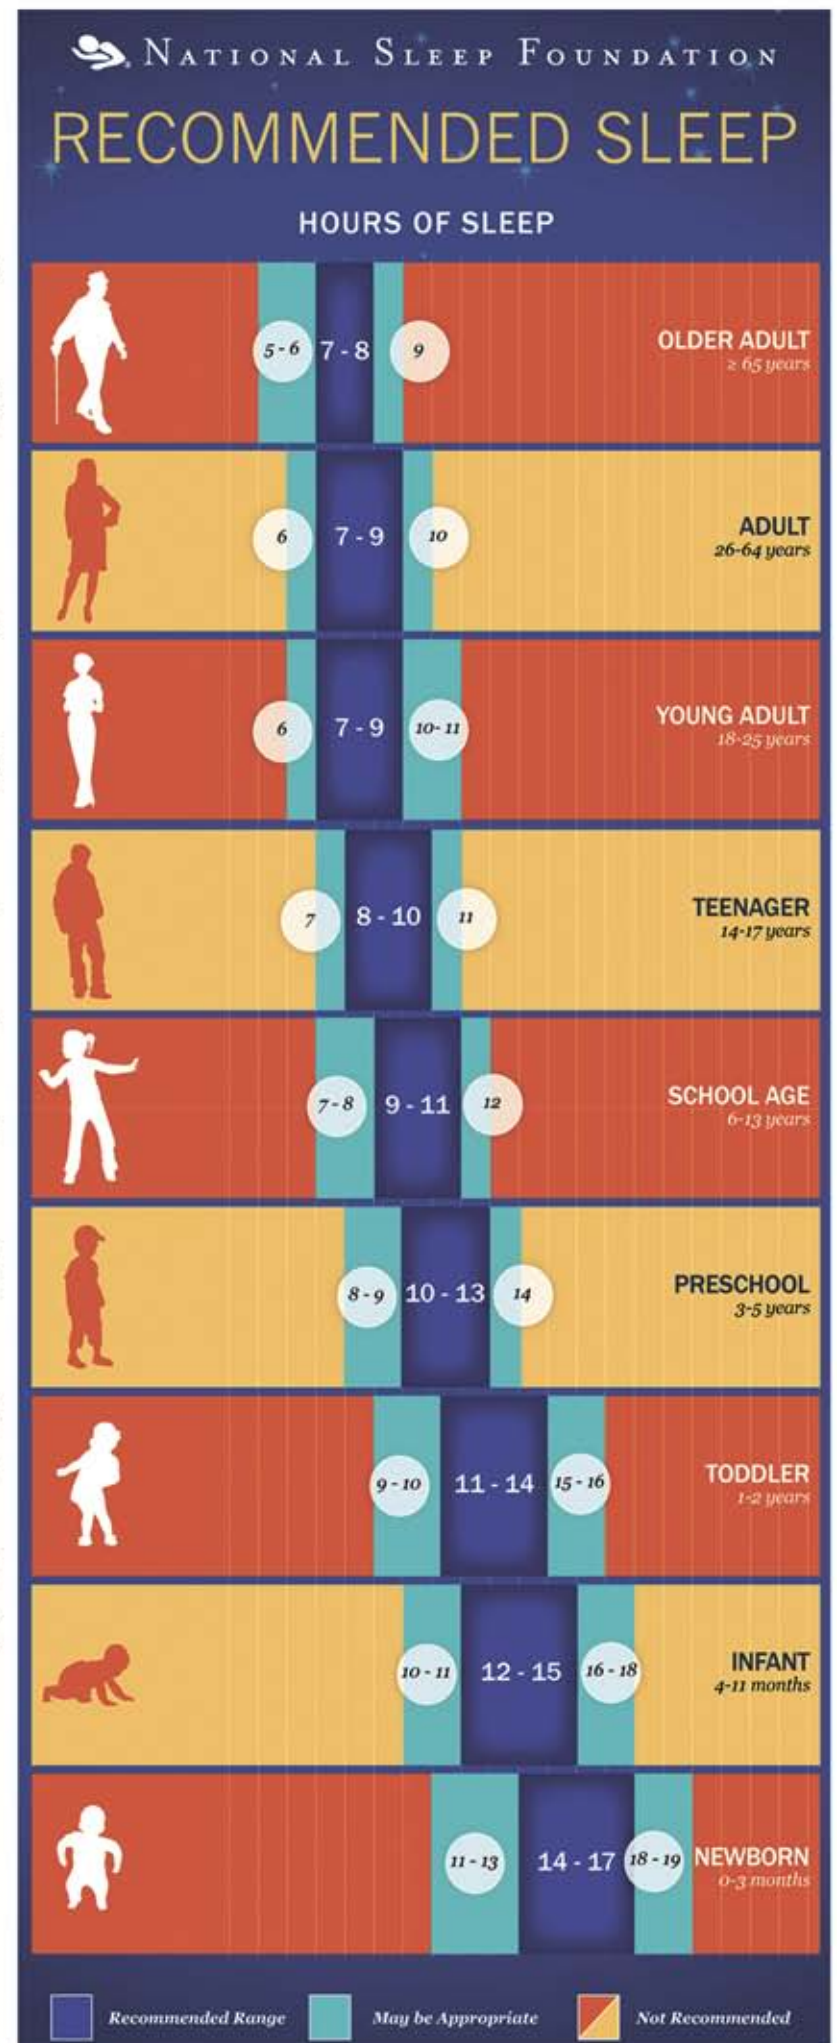 NATIONAL SLEEP FOUNDATION
RECOMMENDED SLEEP
HOURS OF SLEEP
5 - 6 7 - 8 9 OLDER ADULT
≥ 65 years
6 7 - 9 10 ADULT
26-64 years
6 7 - 9 10- 11 YOUNG ADULT
18-25 years
7 8 - 10 11 TEENAGER
14-17 years
7 - 8 9 - 11 12 SCHOOL AGE
6-13 years
8 - 9 10 - 13 14 PRESCHOOL
3-5 years
9 - 10 11 - 14 15 - 16 TODDLER
1-2 years
10 - 11 12 - 15 16 - 18 INFANT
4-11 months
11 - 13 14 - 17 18 - 19 NEWBORN
0-3 months
Recommended Range May be Appropriate Not Recommended